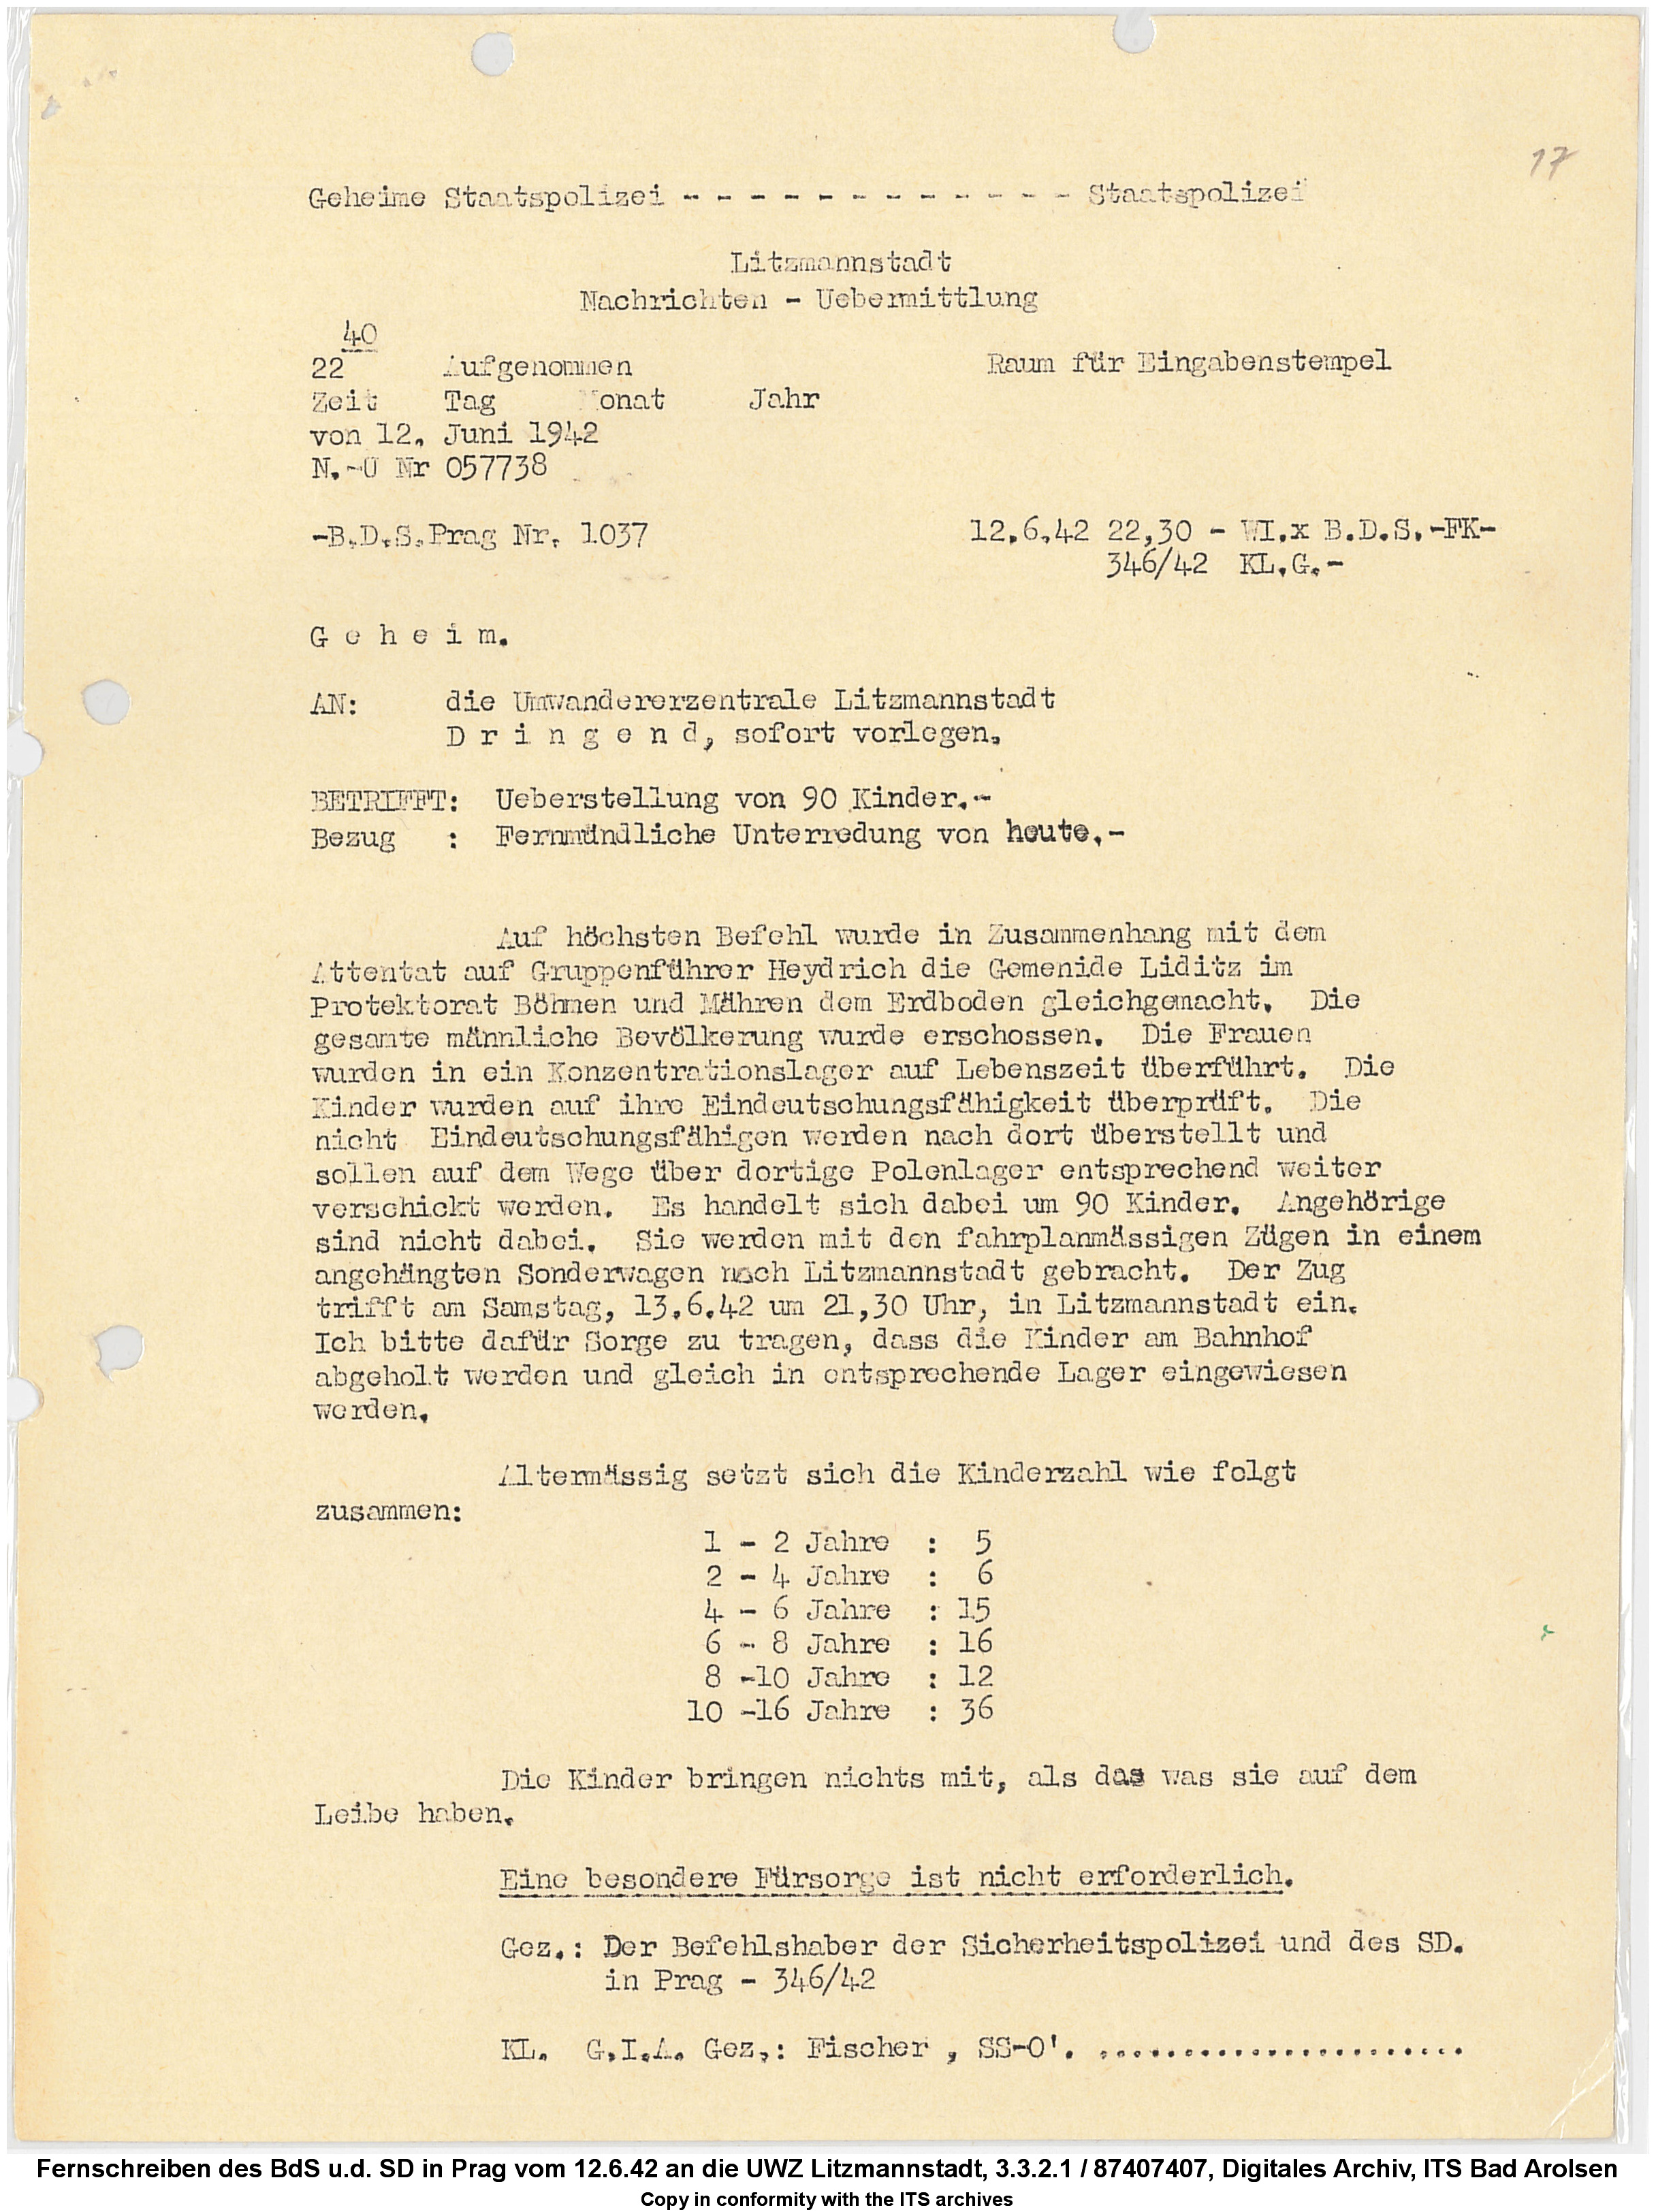 17
Geheime Staatspolizei - - - - - - - - - - - - Staatspolizei
Litzmannstadt
Nachrichten - Uebermittlung
40
22 Aufgenommen Raum für Eingabenstempel
Zeit Tag Monat Jahr
von 12. Juni 1942
N.-U Nr 057738
-B.D.S.Prag Nr. 1037 12.6.42 22,30 - WI.x B.D.S.-FK-
346/42 KL.G.-
G e h e i m.
AN: die Umwandererzentrale Litzmannstadt
D r i n g e n d, sofort vorlegen.
BETRIFFT: Ueberstellung von 90 Kinder.-
Bezug : Fernmündliche Unterredung von heute.-
Auf höchsten Befehl wurde in Zusammenhang mit dem
Attentat auf Gruppenführer Heydrich die Gemenide Liditz im
Protektorat Böhmen und Mähren dem Erdboden gleichgemacht. Die
gesamte männliche Bevölkerung wurde erschossen. Die Frauen
wurden in ein Konzentrationslager auf Lebenszeit überführt. Die
Kinder wurden auf ihre Eindeutschungsfähigkeit überprüft. Die
nicht Eindeutschungsfähigen werden nach dort überstellt und
sollen auf dem Wege über dortige Polenlager entsprechend weiter
verschickt werden. Es handelt sich dabei um 90 Kinder. Angehörige
sind nicht dabei. Sie werden mit den fahrplanmässigen Zügen in einem
angehängten Sonderwagen nach Litzmannstadt gebracht. Der Zug
trifft am Samstag, 13.6.42 um 21,30 Uhr, in Litzmannstadt ein.
Ich bitte dafür Sorge zu tragen, dass die Kinder am Bahnhof
abgeholt werden und gleich in entsprechende Lager eingewiesen
werden.
Altermässig setzt sich die Kinderzahl wie folgt
zusammen:
1 - 2 Jahre : 5
2 - 4 Jahre : 6
4 - 6 Jahre : 15
6 - 8 Jahre : 16
8 -10 Jahre : 12
10 -16 Jahre : 36
Die Kinder bringen nichts mit, als das was sie auf dem
Leibe haben.
Eine besondere Fürsorge ist nicht erforderlich.
Gez.: Der Befehlshaber der Sicherheitspolizei und des SD.
in Prag - 346/42
KL. G.I.A. Gez.: Fischer , SS-O'. ......................
Fernschreiben des BdS u.d. SD in Prag vom 12.6.42 an die UWZ Litzmannstadt, 3.3.2.1 / 87407407, Digitales Archiv, ITS Bad Arolsen
Copy in conformity with the ITS archives